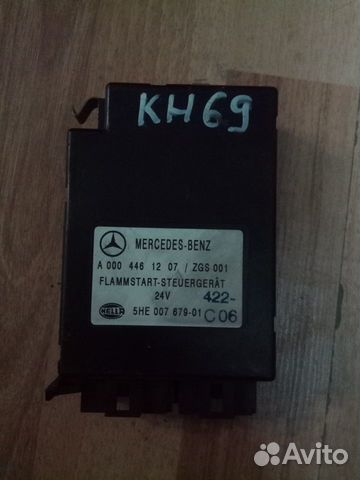 KH69
MERCEDES-BENZ
A 000 446 12 07 / ZGS 001
FLAMMSTART-STEUERGERÄT
24V 422-
HELLA 5HE 007 679-01 C06
Avito